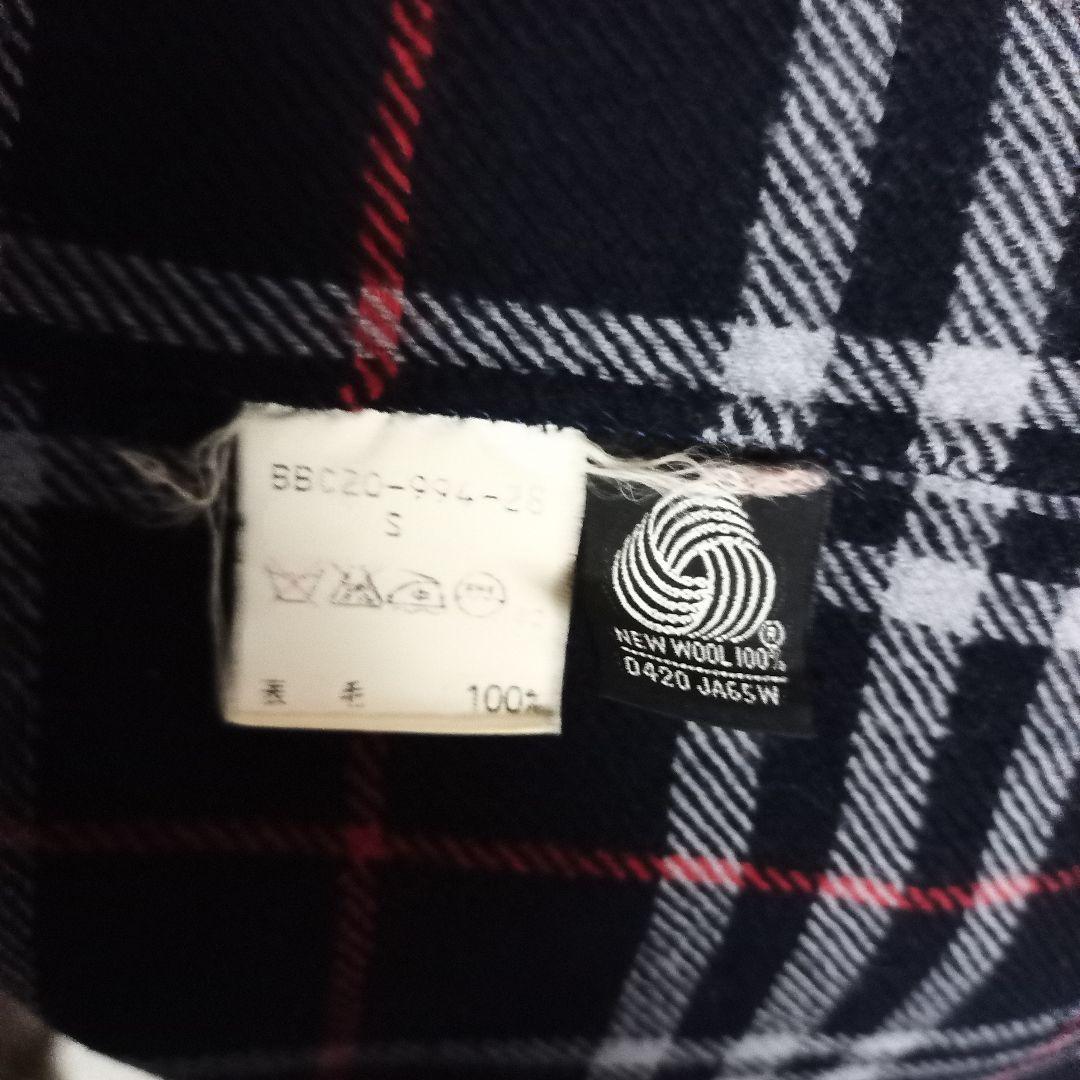 BBC20-994-28
S
表 毛 100%
NEW WOOL 100%
0420 JA65W